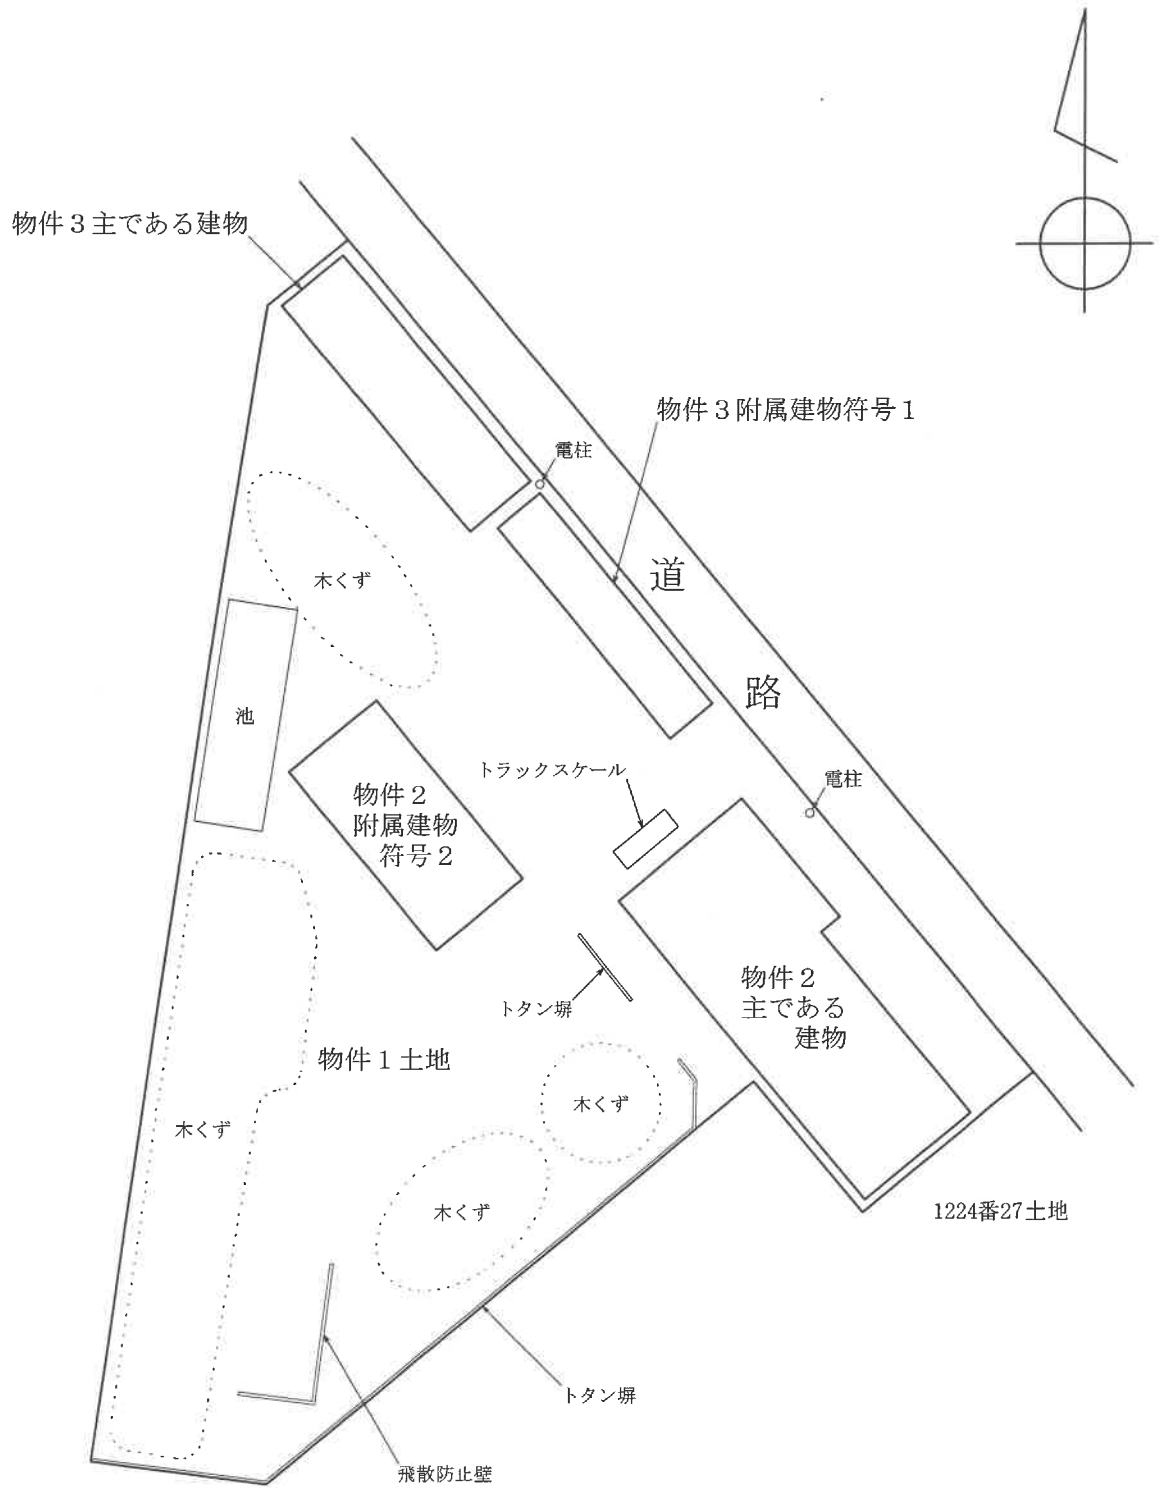 物件３主である建物
物件３附属建物符号１
電柱
道
木くず
路
池
トラックスケール
電柱
物件２
附属建物
符号２
物件２
主である
建物
トタン塀
物件１土地
木くず
木くず
木くず
1224番27土地
トタン塀
飛散防止壁